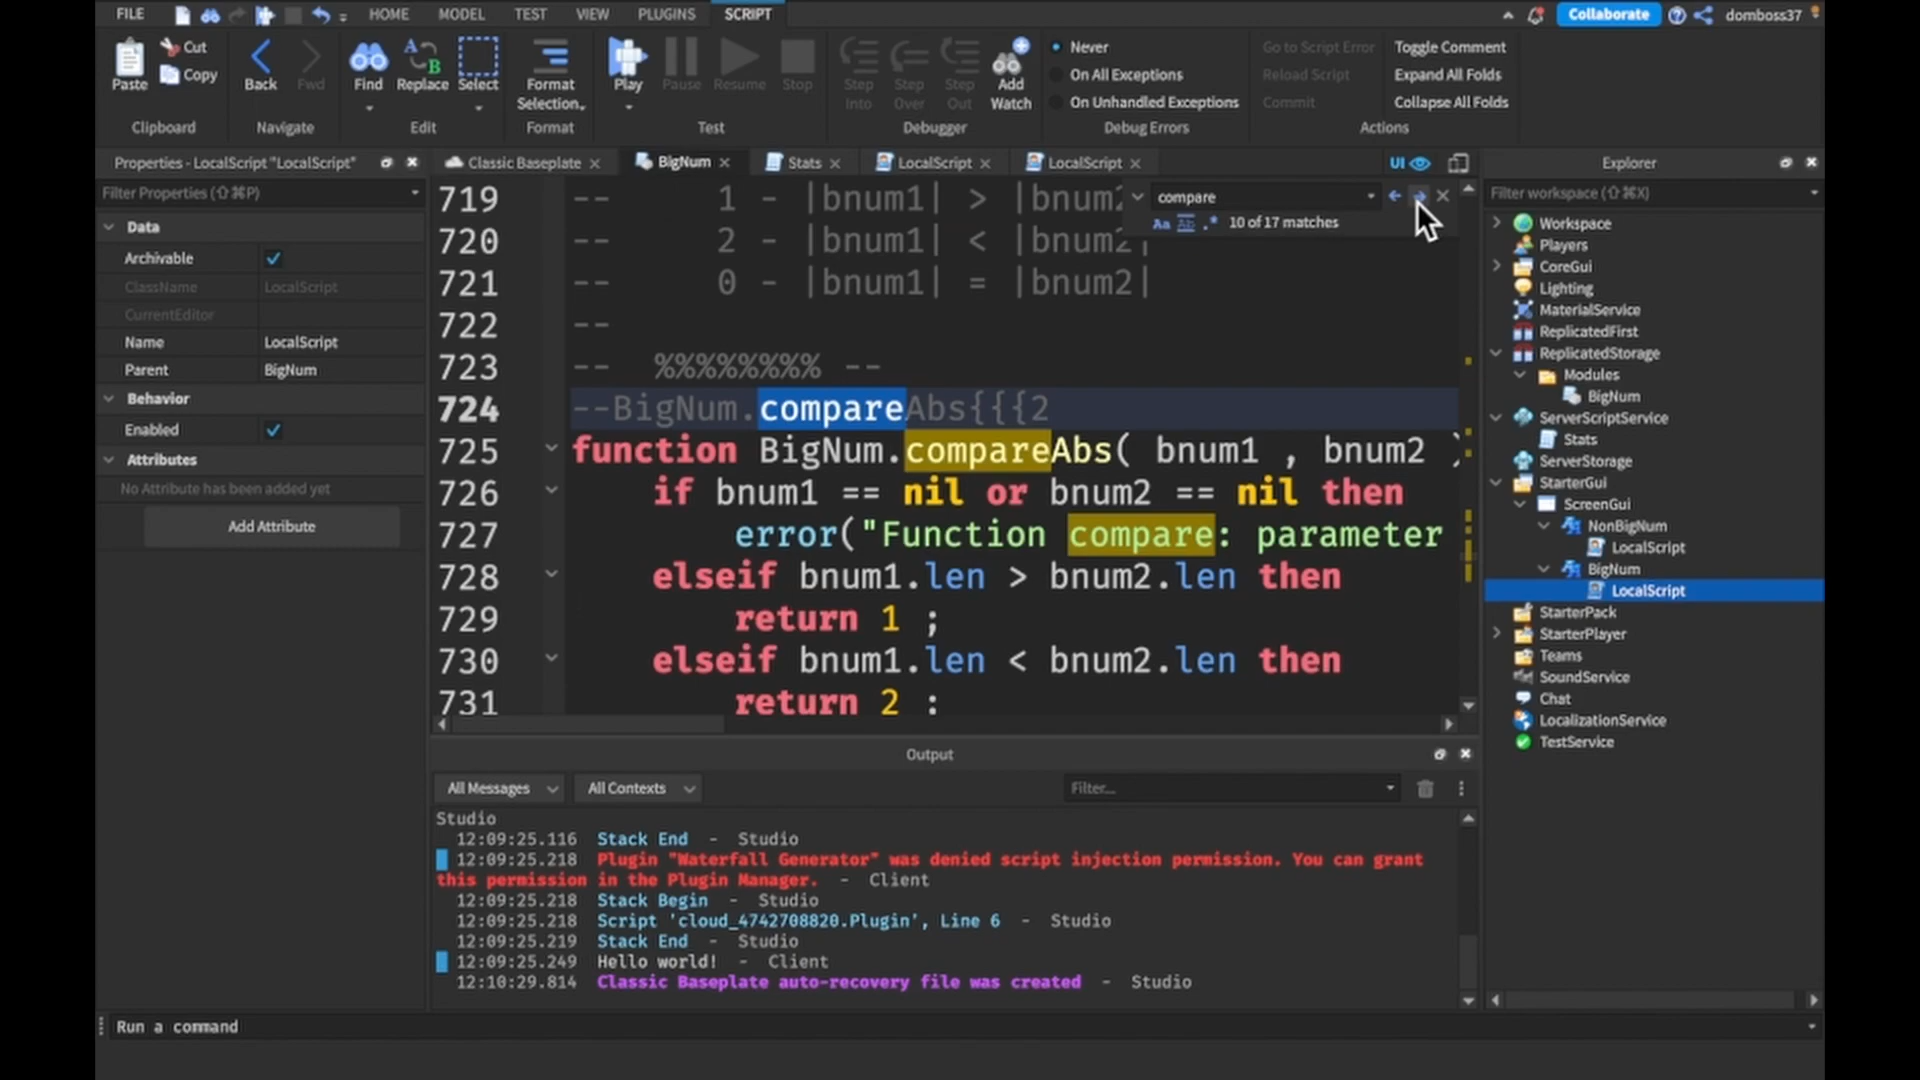 FILE HOME MODEL TEST VIEW PLUGINS SCRIPT Collaborate domboss37
Paste Cut Copy
Clipboard
Back Fwd
Navigate
Find Replace Select
Edit
Format Selection
Format
Play Pause Resume Stop
Test
Step Into Step Over Step Out Add Watch
Debugger
Never
On All Exceptions
On Unhandled Exceptions
Debug Errors
Go to Script Error
Reload Script
Commit
Toggle Comment
Expand All Folds
Collapse All Folds
Actions
Properties - LocalScript "LocalScript"
Filter Properties (⇧⌘P)
Data
Archivable
ClassName LocalScript
CurrentEditor
Name LocalScript
Parent BigNum
Behavior
Enabled
Attributes
No Attribute has been added yet
Add Attribute
Classic Baseplate BigNum Stats LocalScript LocalScript UI
compare
Aa Ab .* 10 of 17 matches
719 -- 1 - |bnum1| > |bnum2
720 -- 2 - |bnum1| < |bnum2|
721 -- 0 - |bnum1| = |bnum2|
722 --
723 -- %%%%%%%% --
724 --BigNum.compareAbs{{{2
725 function BigNum.compareAbs( bnum1 , bnum2 )
726 if bnum1 == nil or bnum2 == nil then
727 error("Function compare: parameter
728 elseif bnum1.len > bnum2.len then
729 return 1 ;
730 elseif bnum1.len < bnum2.len then
731 return 2 ;
Output
All Messages All Contexts Filter...
Studio
12:09:25.116 Stack End - Studio
12:09:25.218 Plugin "Waterfall Generator" was denied script injection permission. You can grant
this permission in the Plugin Manager. - Client
12:09:25.218 Stack Begin - Studio
12:09:25.218 Script 'cloud_4742708820.Plugin', Line 6 - Studio
12:09:25.219 Stack End - Studio
12:09:25.249 Hello world! - Client
12:10:29.814 Classic Baseplate auto-recovery file was created - Studio
Run a command
Explorer
Filter workspace (⇧⌘X)
Workspace
Players
CoreGui
Lighting
MaterialService
ReplicatedFirst
ReplicatedStorage
Modules
BigNum
ServerScriptService
Stats
ServerStorage
StarterGui
ScreenGui
NonBigNum
LocalScript
BigNum
LocalScript
StarterPack
StarterPlayer
Teams
SoundService
Chat
LocalizationService
TestService